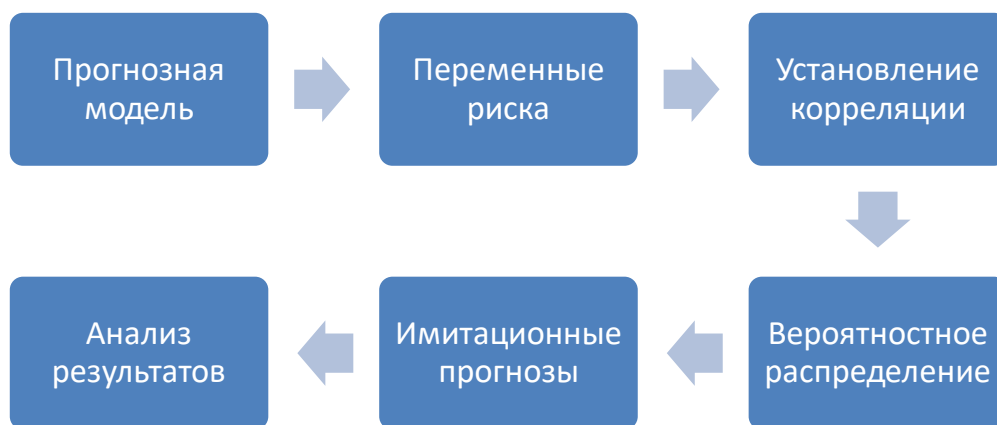 Прогнозная
модель
Переменные
риска
Установление
корреляции
Вероятностное
распределение
Имитационные
прогнозы
Анализ
результатов